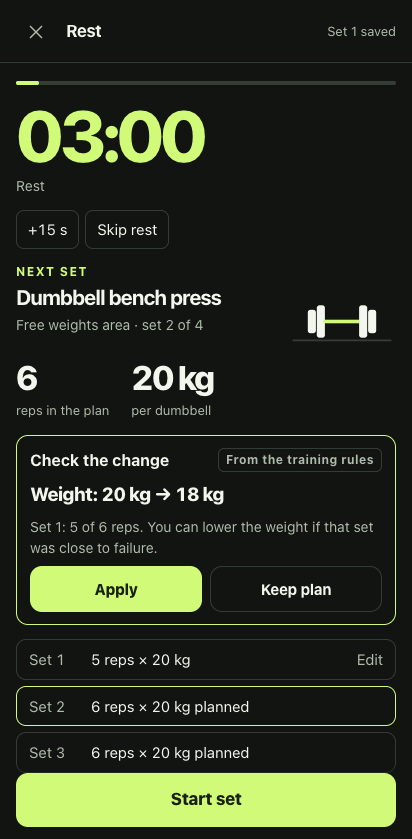 Rest
Set 1 saved
03:00
Rest
+15 s
Skip rest
NEXT SET
Dumbbell bench press
Free weights area · set 2 of 4
6
reps in the plan
20 kg
per dumbbell
Check the change
From the training rules
Weight: 20 kg → 18 kg
Set 1: 5 of 6 reps. You can lower the weight if that set
was close to failure.
Apply
Keep plan
Set 1
5 reps × 20 kg
Edit
Set 2
6 reps × 20 kg planned
Set 3
6 reps × 20 kg planned
Start set